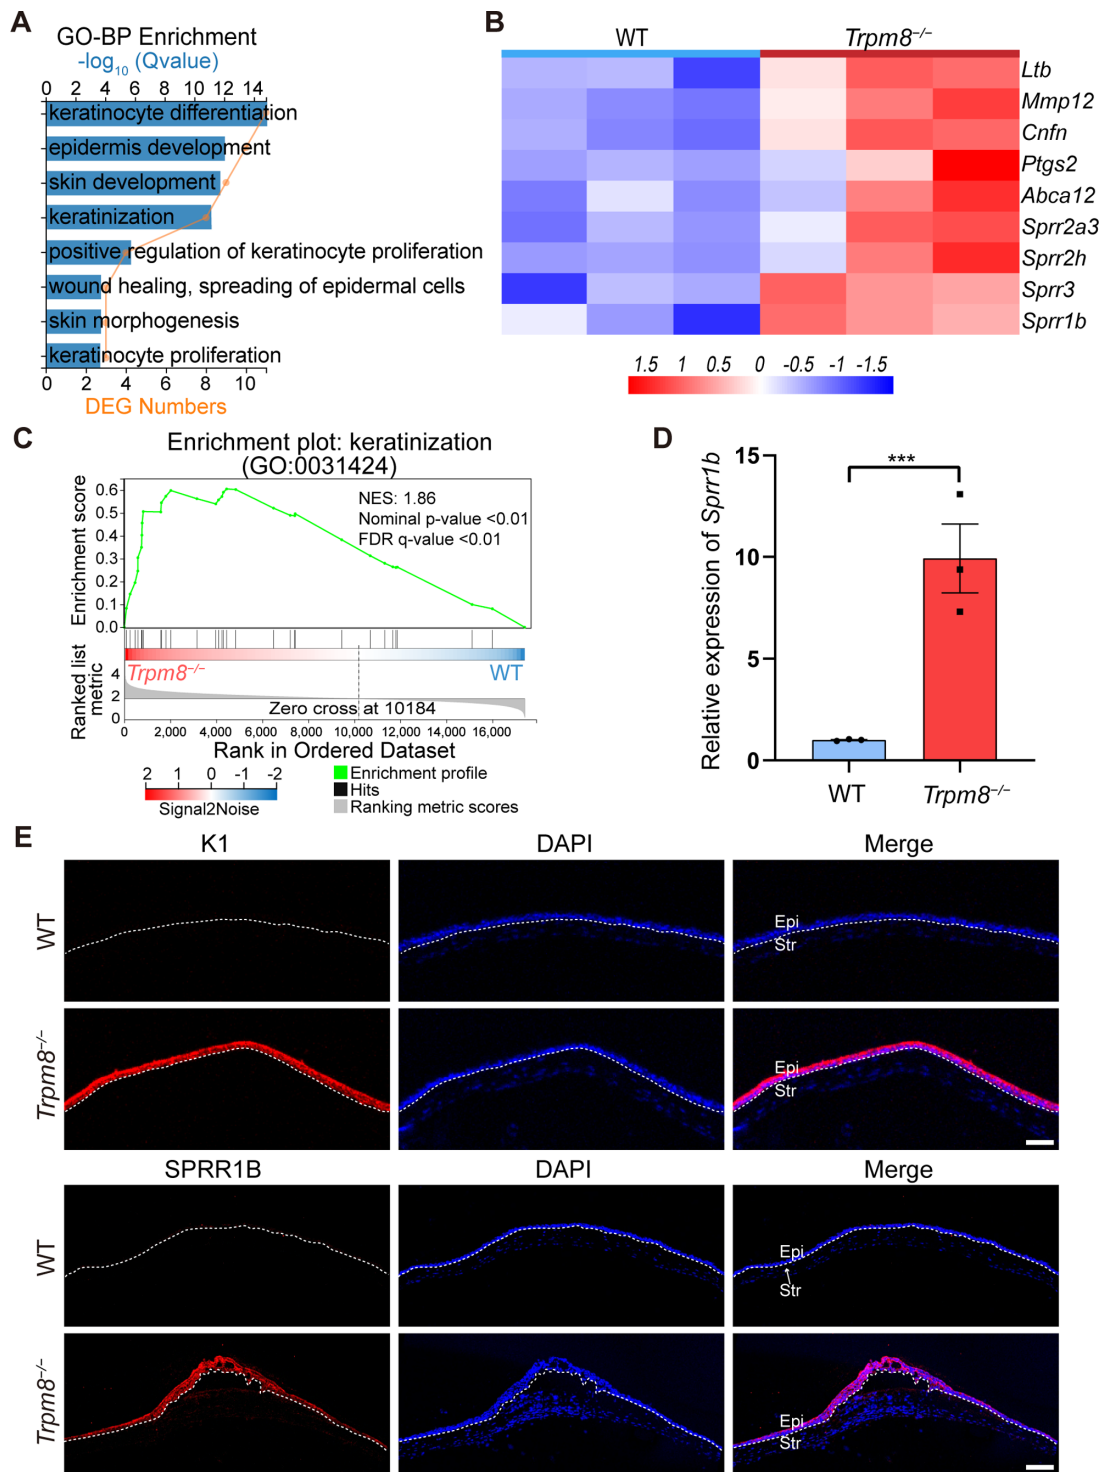 A
GO-BP Enrichment
-log10 (Qvalue)
0 2 4 6 8 10 12 14
keratinocyte differentiation
epidermis development
skin development
keratinization
positive regulation of keratinocyte proliferation
wound healing, spreading of epidermal cells
skin morphogenesis
keratinocyte proliferation
0 2 4 6 8 10
DEG Numbers
B
WT Trpm8−/−
Ltb
Mmp12
Cnfn
Ptgs2
Abca12
Sprr2a3
Sprr2h
Sprr3
Sprr1b
1.5 1 0.5 0 -0.5 -1 -1.5
C
Enrichment plot: keratinization
(GO:0031424)
Enrichment score
0.6
0.5
0.4
0.3
0.2
0.1
0.0
NES: 1.86
Nominal p-value <0.01
FDR q-value <0.01
Trpm8−/− WT
Ranked list
metric
4
2
0
Zero cross at 10184
0 2,000 4,000 6,000 8,000 10,000 12,000 14,000 16,000
Rank in Ordered Dataset
2 1 0 -1 -2
Signal2Noise
Enrichment profile
Hits
Ranking metric scores
D
Relative expression of Sprr1b
15
10
5
0
***
WT Trpm8−/−
E
K1 DAPI Merge
WT
Epi
Str
Trpm8−/−
Epi
Str
SPRR1B DAPI Merge
WT
Epi
Str
Trpm8−/−
Epi
Str